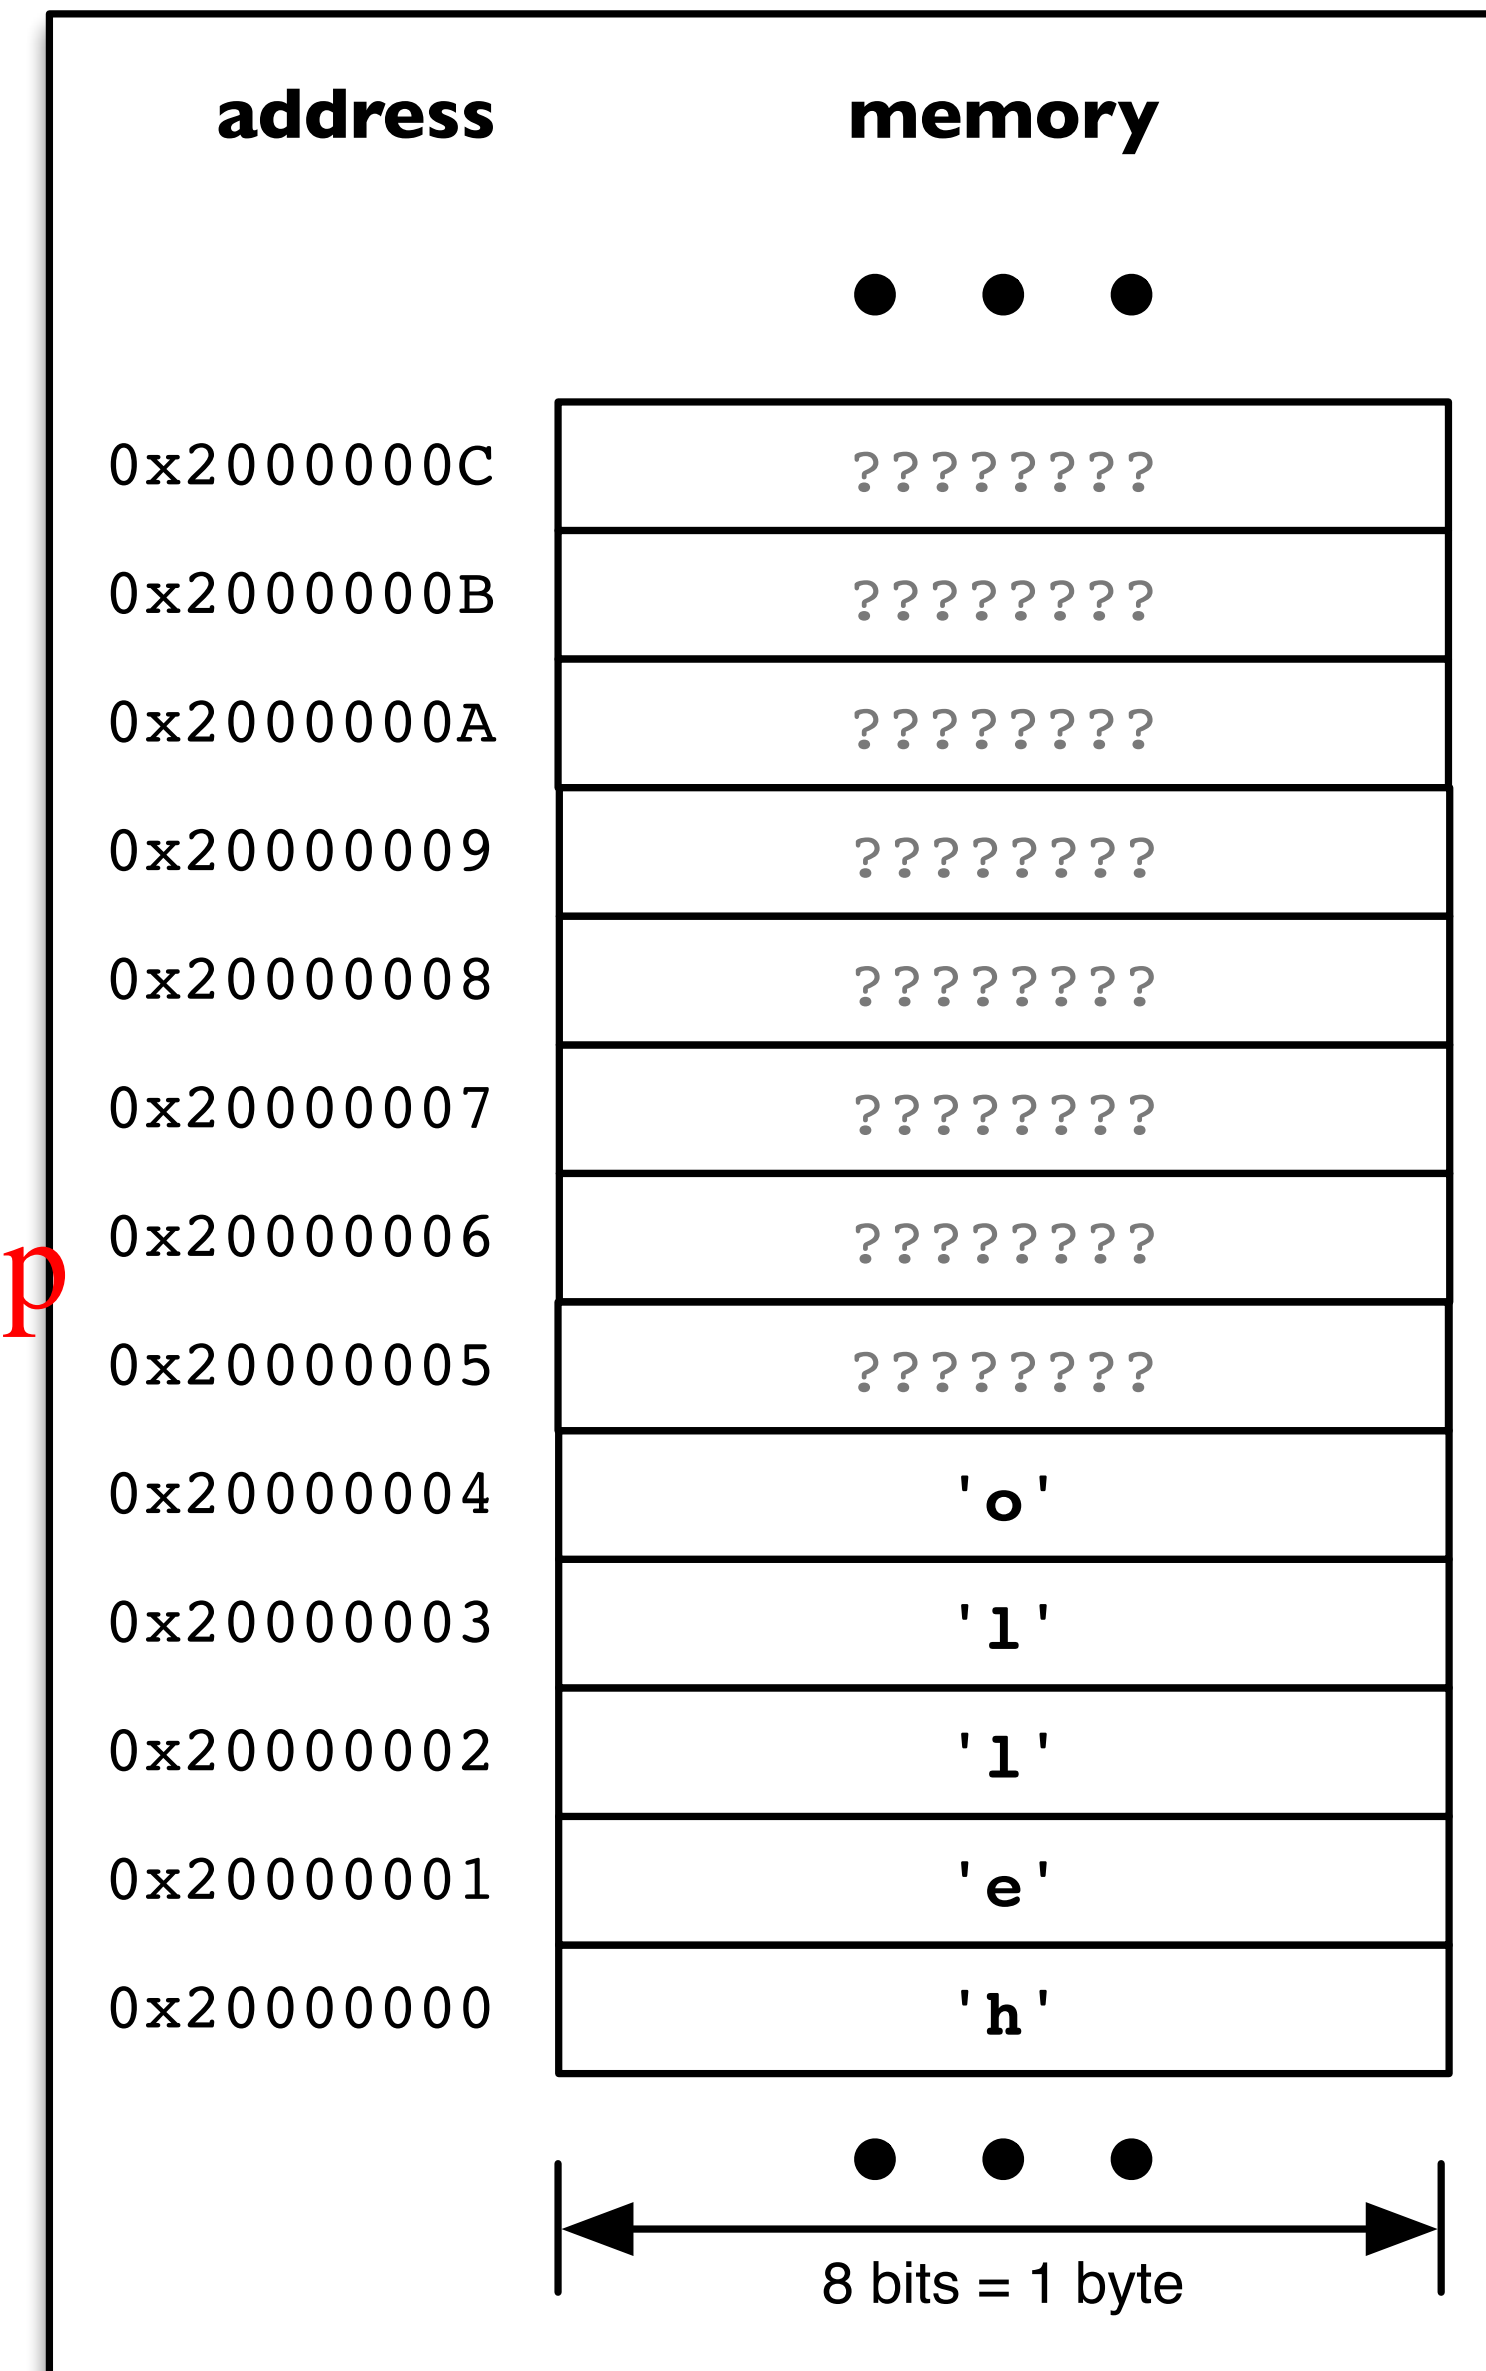 address memory
• • •
0x2000000C ????????
0x2000000B ????????
0x2000000A ????????
0x20000009 ????????
0x20000008 ????????
0x20000007 ????????
0x20000006 ????????
p
0x20000005 ????????
0x20000004 'o'
0x20000003 'l'
0x20000002 'l'
0x20000001 'e'
0x20000000 'h'
• • •
8 bits = 1 byte